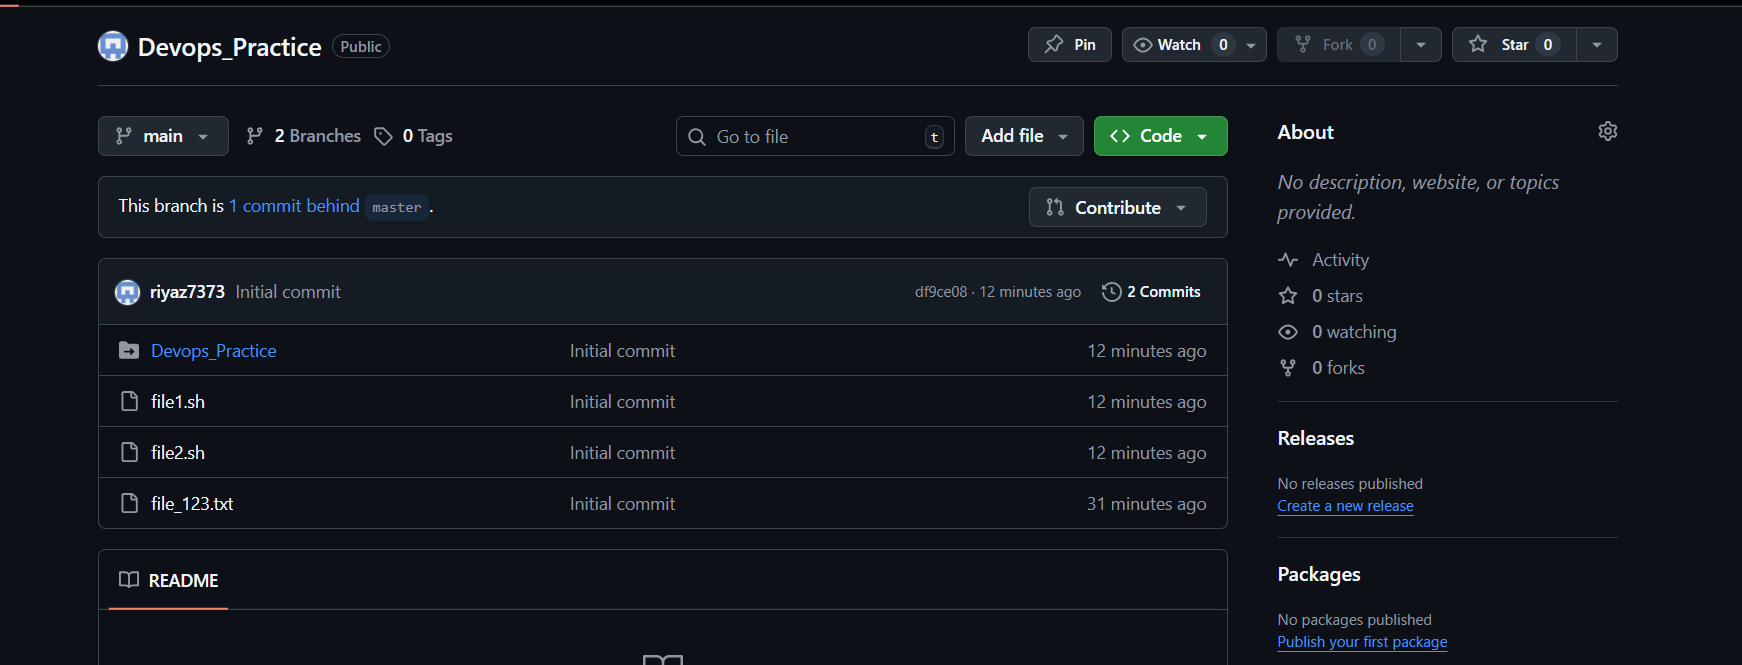 Devops_Practice Public Pin Watch 0 Fork 0 Star 0
main 2 Branches 0 Tags Go to file t Add file Code
This branch is 1 commit behind master . Contribute
riyaz7373 Initial commit df9ce08 · 12 minutes ago 2 Commits
Devops_Practice Initial commit 12 minutes ago
file1.sh Initial commit 12 minutes ago
file2.sh Initial commit 12 minutes ago
file_123.txt Initial commit 31 minutes ago
README
About
No description, website, or topics
provided.
Activity
0 stars
0 watching
0 forks
Releases
No releases published
Create a new release
Packages
No packages published
Publish your first package